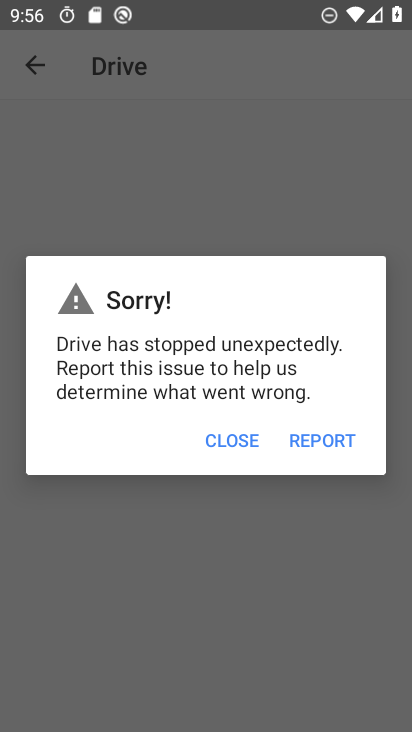 9:56
Drive
Sorry!
Drive has stopped unexpectedly.
Report this issue to help us
determine what went wrong.
CLOSE REPORT